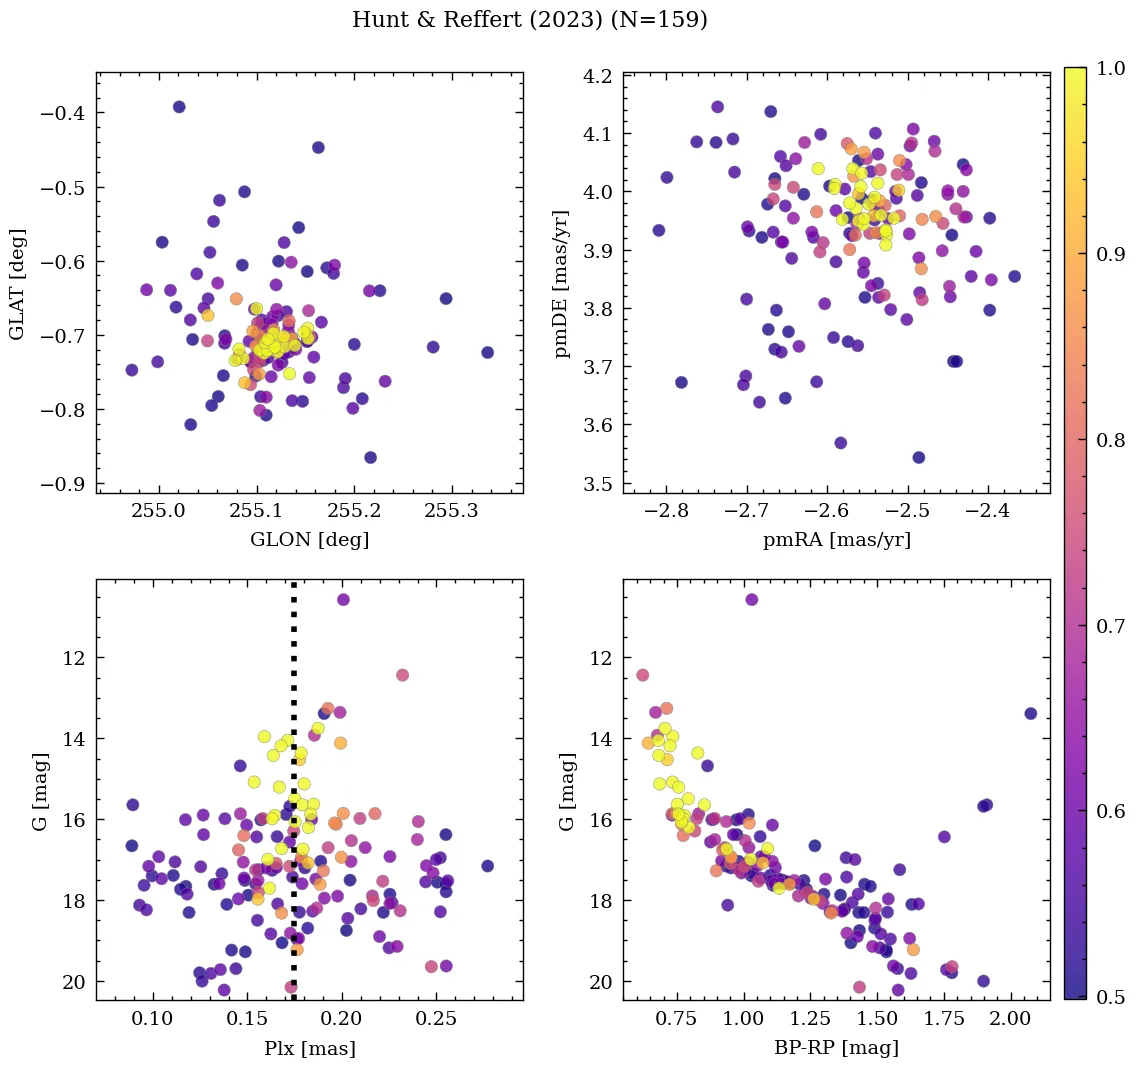 Hunt & Reffert (2023) (N=159)
−0.4
−0.5
−0.6
−0.7
−0.8
−0.9
GLAT [deg]
255.0 255.1 255.2 255.3
GLON [deg]
4.2
4.1
4.0
3.9
3.8
3.7
3.6
3.5
pmDE [mas/yr]
−2.8 −2.7 −2.6 −2.5 −2.4
pmRA [mas/yr]
12
14
16
18
20
G [mag]
0.10 0.15 0.20 0.25
Plx [mas]
12
14
16
18
20
G [mag]
0.75 1.00 1.25 1.50 1.75 2.00
BP-RP [mag]
1.0
0.9
0.8
0.7
0.6
0.5